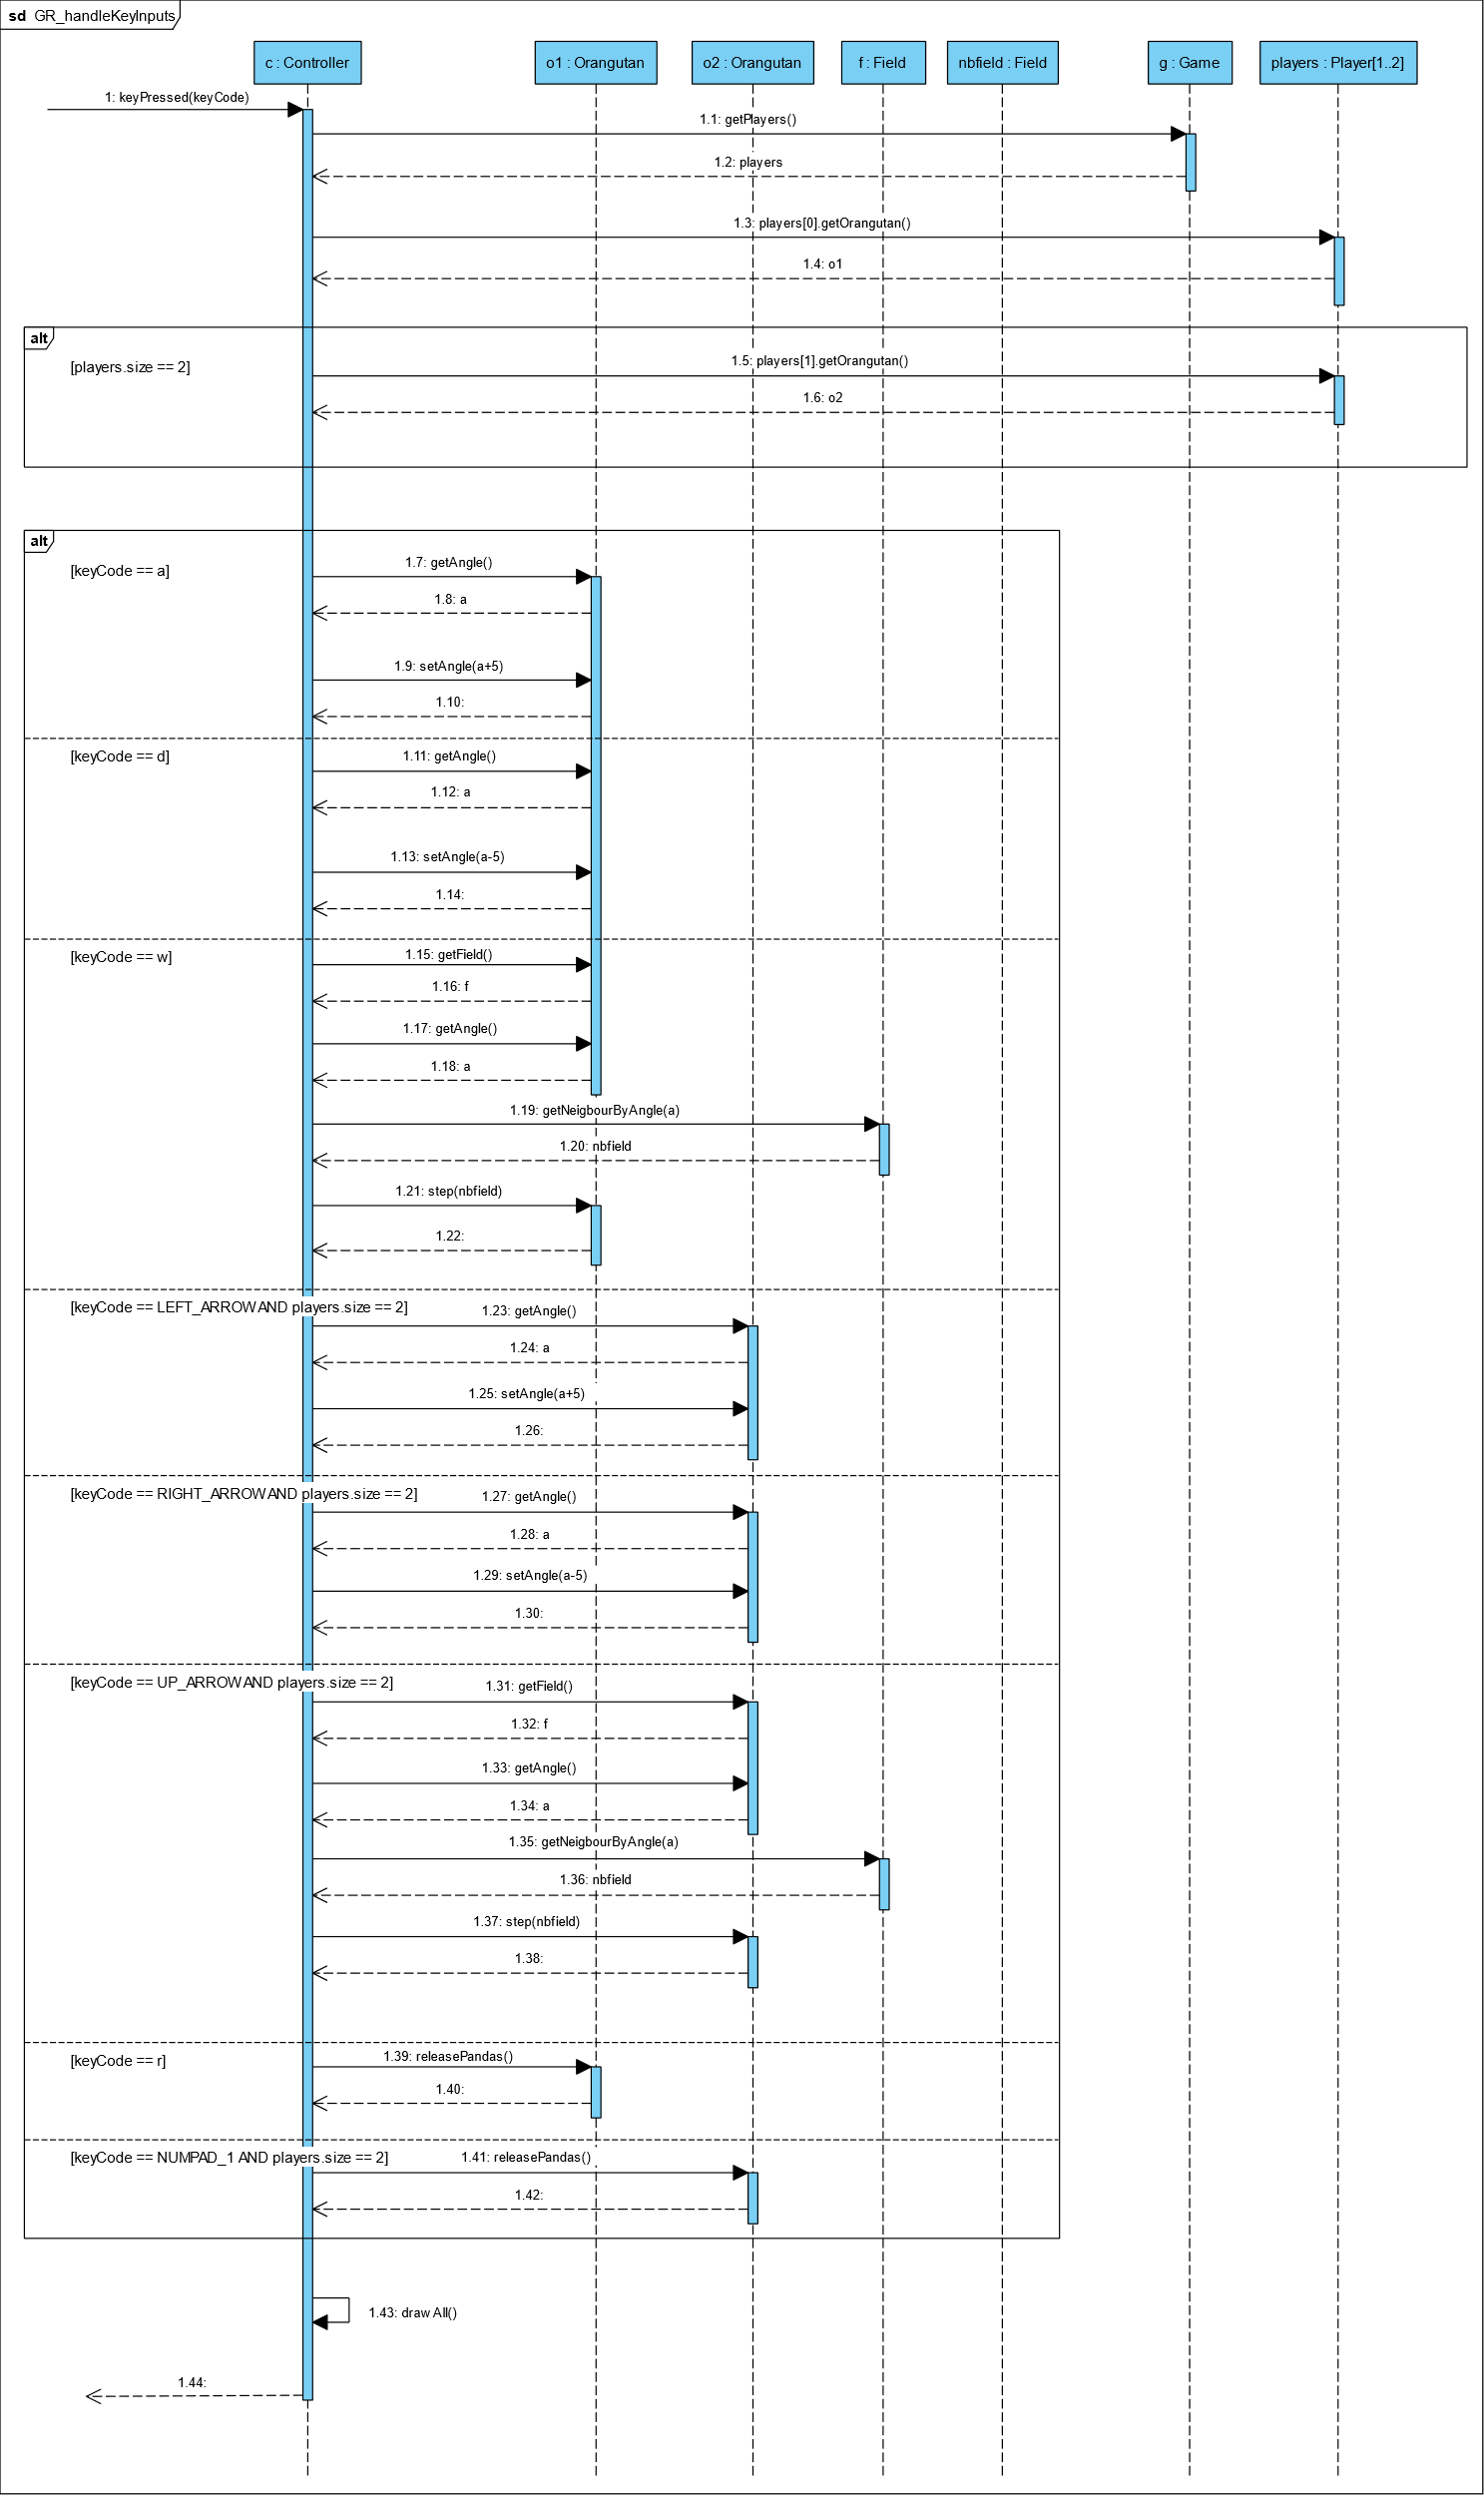 sd GR_handleKeyInputs
c : Controller
o1 : Orangutan
o2 : Orangutan
f : Field
nbfield : Field
g : Game
players : Player[1..2]
1: keyPressed(keyCode)
1.1: getPlayers()
1.2: players
1.3: players[0].getOrangutan()
1.4: o1
alt
[players.size == 2]
1.5: players[1].getOrangutan()
1.6: o2
alt
[keyCode == a]
1.7: getAngle()
1.8: a
1.9: setAngle(a+5)
1.10:
[keyCode == d]
1.11: getAngle()
1.12: a
1.13: setAngle(a-5)
1.14:
[keyCode == w]
1.15: getField()
1.16: f
1.17: getAngle()
1.18: a
1.19: getNeigbourByAngle(a)
1.20: nbfield
1.21: step(nbfield)
1.22:
[keyCode == LEFT_ARROWAND players.size == 2]
1.23: getAngle()
1.24: a
1.25: setAngle(a+5)
1.26:
[keyCode == RIGHT_ARROWAND players.size == 2]
1.27: getAngle()
1.28: a
1.29: setAngle(a-5)
1.30:
[keyCode == UP_ARROWAND players.size == 2]
1.31: getField()
1.32: f
1.33: getAngle()
1.34: a
1.35: getNeigbourByAngle(a)
1.36: nbfield
1.37: step(nbfield)
1.38:
[keyCode == r]
1.39: releasePandas()
1.40:
[keyCode == NUMPAD_1 AND players.size == 2]
1.41: releasePandas()
1.42:
1.43: drawAll()
1.44: